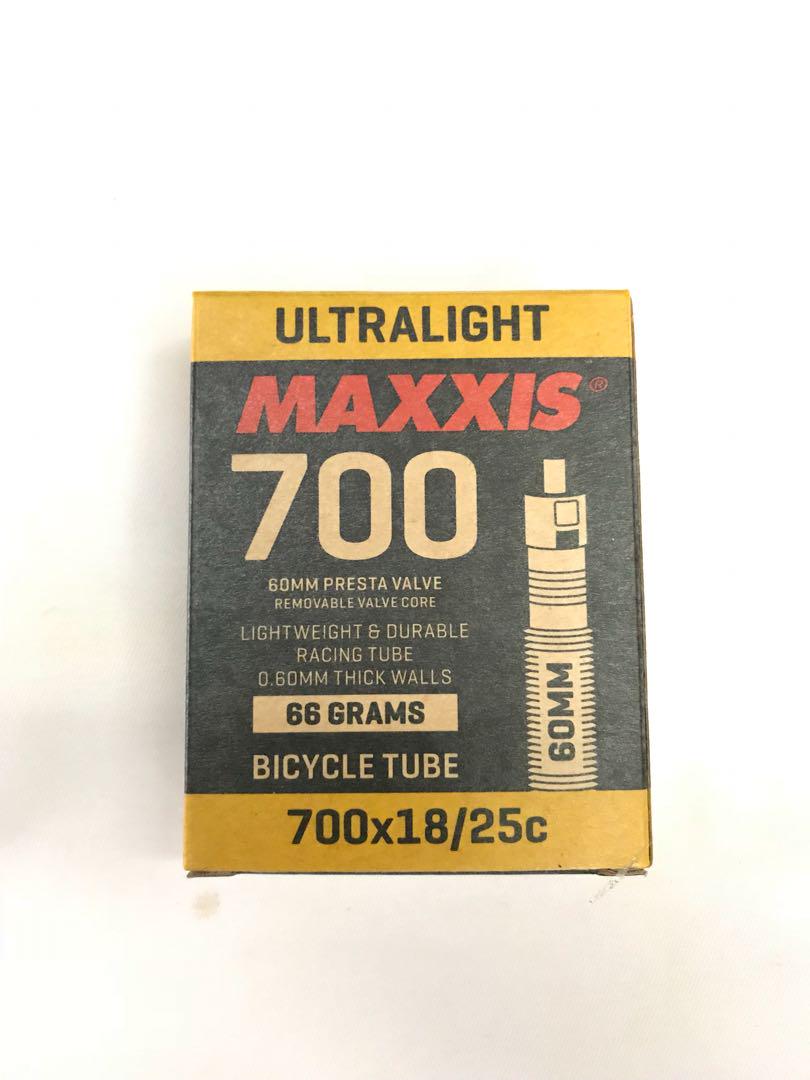 ULTRALIGHT
MAXXIS®
700
60MM PRESTA VALVE
REMOVABLE VALVE CORE
LIGHTWEIGHT & DURABLE
RACING TUBE
0.60MM THICK WALLS
66 GRAMS
60MM
BICYCLE TUBE
700x18/25c